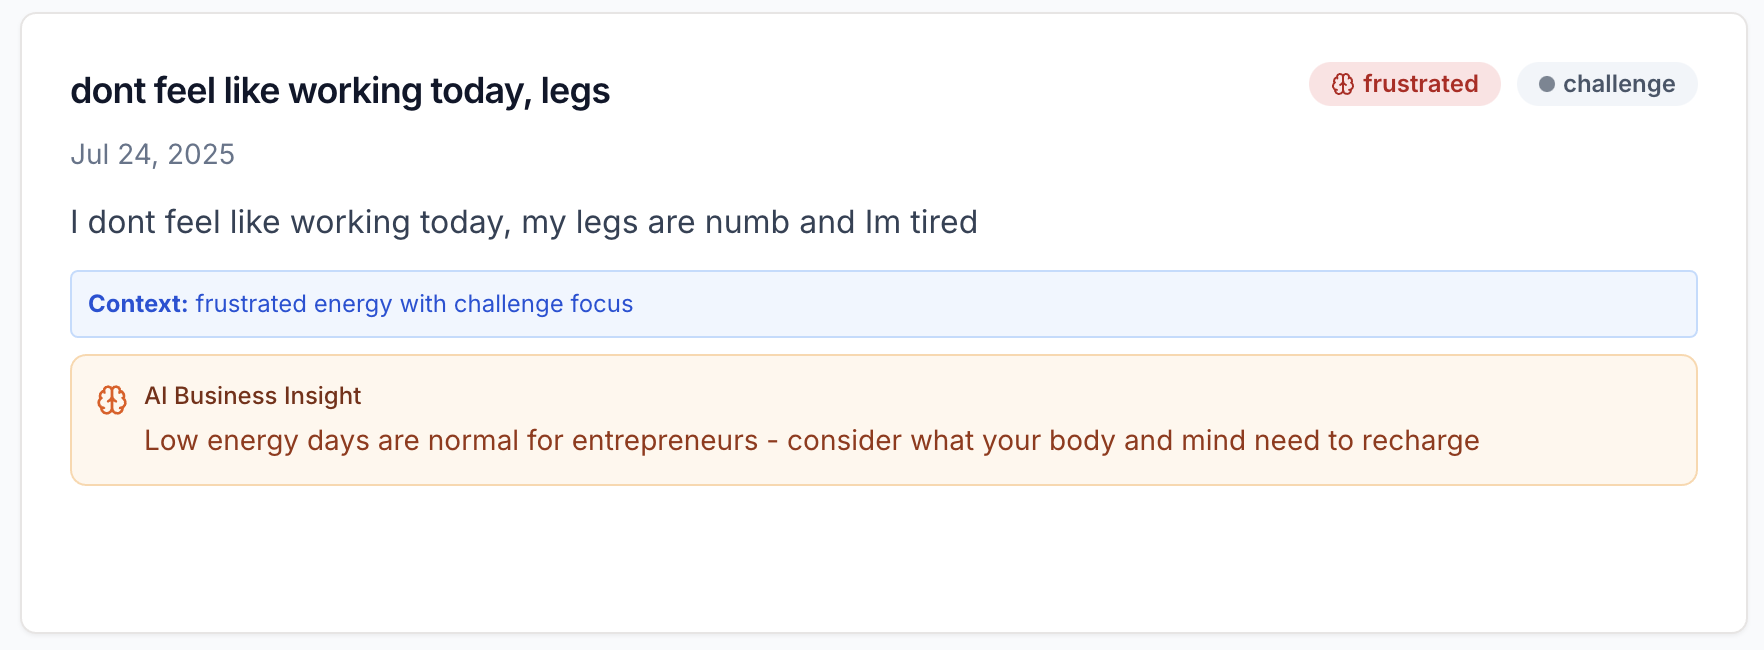 dont feel like working today, legs
frustrated
challenge
Jul 24, 2025
I dont feel like working today, my legs are numb and Im tired
Context: frustrated energy with challenge focus
AI Business Insight
Low energy days are normal for entrepreneurs - consider what your body and mind need to recharge